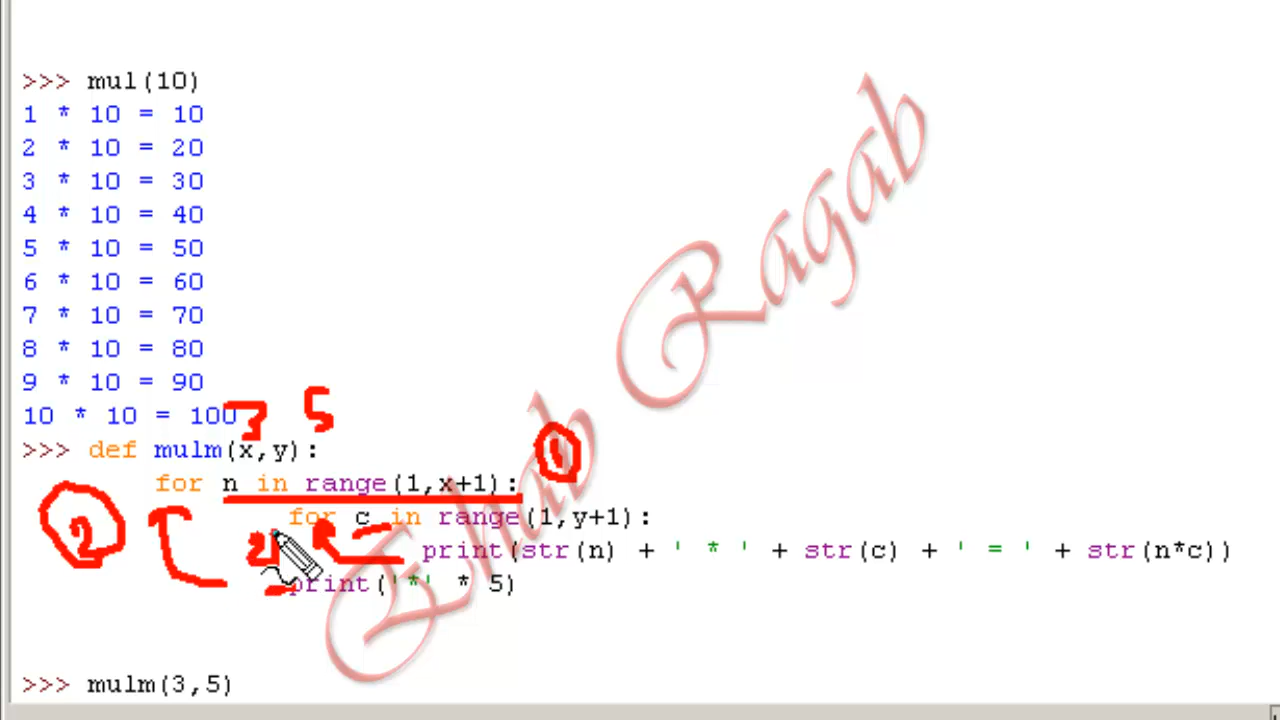 >>> mul(10)
1 * 10 = 10
2 * 10 = 20
3 * 10 = 30
4 * 10 = 40
5 * 10 = 50
6 * 10 = 60
7 * 10 = 70
8 * 10 = 80
9 * 10 = 90
10 * 10 = 100
3 5
>>> def mulm(x,y):
1
for n in range(1,x+1):
for c in range(1,y+1):
2
print(str(n) + ' * ' + str(c) + ' = ' + str(n*c))
print('*' * 5)
>>> mulm(3,5)
Ehab Ragab